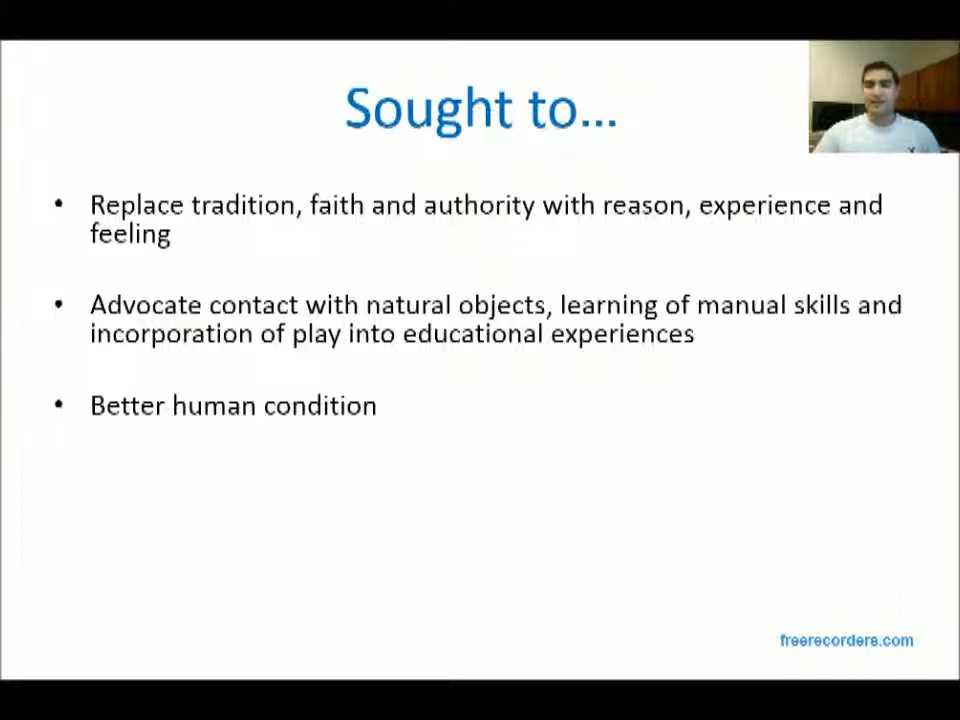 Sought to...
• Replace tradition, faith and authority with reason, experience and
feeling
• Advocate contact with natural objects, learning of manual skills and
incorporation of play into educational experiences
• Better human condition
freerecorders.com